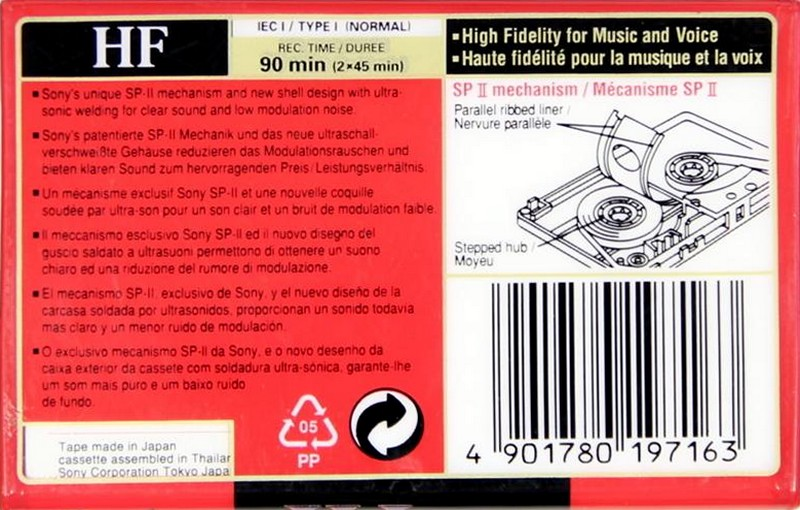 HF
IEC I / TYPE I (NORMAL)
REC. TIME / DUREE
90 min (2×45 min)
▪High Fidelity for Music and Voice
▪Haute fidélité pour la musique et la voix
■ Sony's unique SP-II mechanism and new shell design with ultra-
sonic welding for clear sound and low modulation noise.
■ Sony's patentierte SP-II Mechanik und das neue ultraschall-
verschweißte Gehäuse reduzieren das Modulationsrauschen und
bieten klaren Sound zum hervorragenden Preis/Leistungsverhältnis.
■ Un mécanisme exclusif Sony SP-II et une nouvelle coquille
soudée par ultra-son pour un son clair et un bruit de modulation faible.
■ Il meccanismo esclusivo Sony SP-II ed il nuovo disegno del
guscio saldato a ultrasuoni permettono di ottenere un suono
chiaro ed una riduzione del rumore di modulazione.
■ El mecanismo SP-II, exclusivo de Sony, y el nuevo diseño de la
carcasa soldada por ultrasonidos, proporcionan un sonido todavia
mas claro y un menor ruido de modulación.
■ O exclusivo mecanismo SP-II da Sony, e o novo desenho da
caixa exterior da cassete com soldadura ultra-sónica, garante-lhe
um som mais puro e um baixo ruido
de fundo.
SP II mechanism / Mécanisme SP II
Parallel ribbed liner /
Nervure parallèle
Stepped hub /
Moyeu
05
PP
Tape made in Japan
cassette assembled in Thailan
Sony Corporation Tokyo Japa
4 901780 197163